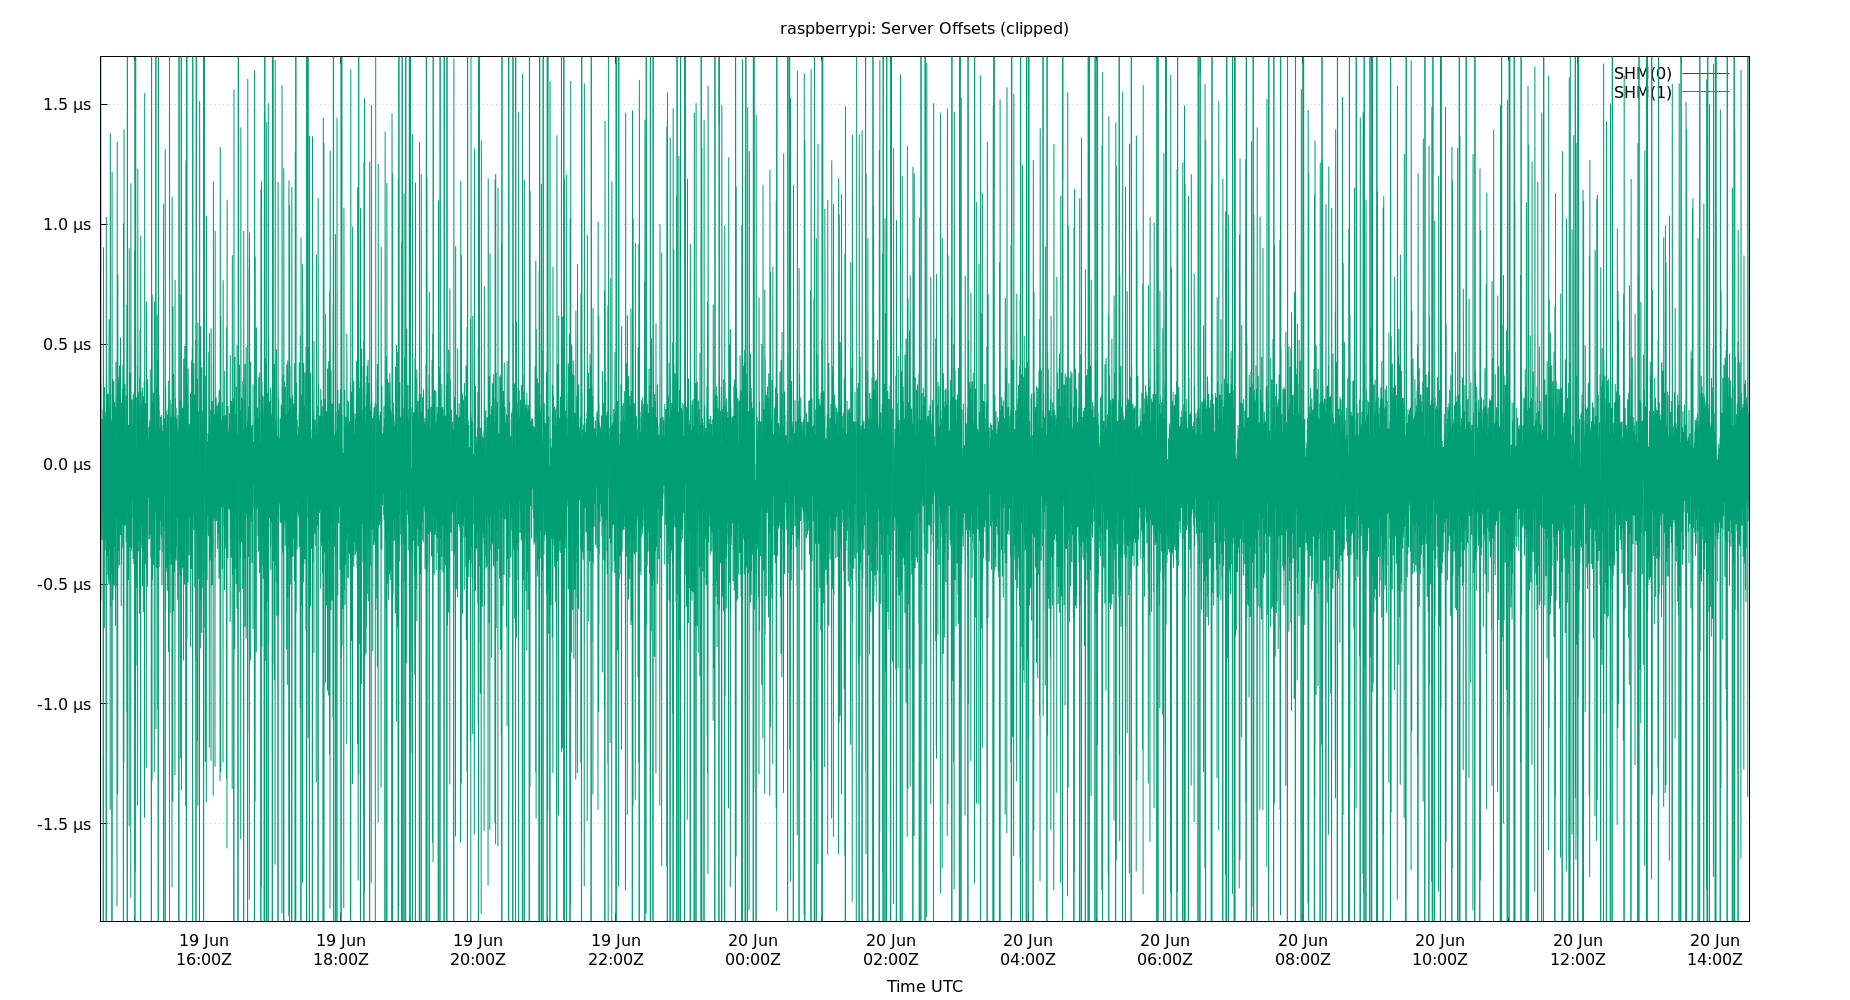 raspberrypi: Server Offsets (clipped)
SHM(0)
SHM(1)
1.5 µs
1.0 µs
0.5 µs
0.0 µs
-0.5 µs
-1.0 µs
-1.5 µs
19 Jun 19 Jun 19 Jun 19 Jun 20 Jun 20 Jun 20 Jun 20 Jun 20 Jun 20 Jun 20 Jun 20 Jun
16:00Z 18:00Z 20:00Z 22:00Z 00:00Z 02:00Z 04:00Z 06:00Z 08:00Z 10:00Z 12:00Z 14:00Z
Time UTC